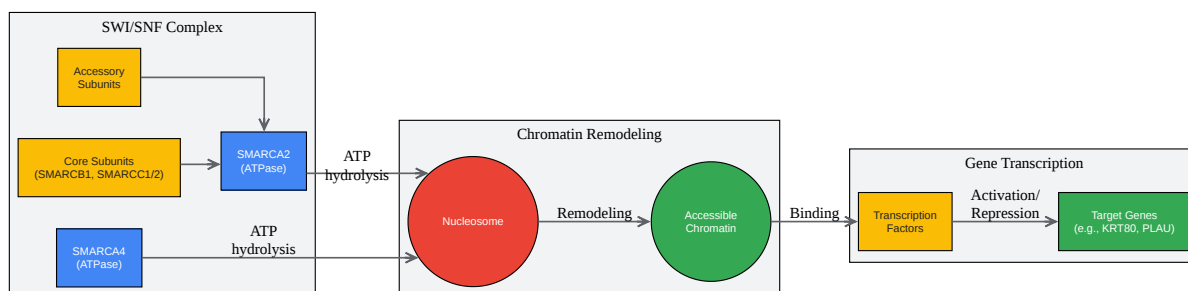 SWI/SNF Complex
Accessory
Subunits
Core Subunits
(SMARCB1, SMARCC1/2)
SMARCA2
(ATPase)
SMARCA4
(ATPase)
ATP
hydrolysis
ATP
hydrolysis
Chromatin Remodeling
Nucleosome
Remodeling
Accessible
Chromatin
Binding
Gene Transcription
Transcription
Factors
Activation/
Repression
Target Genes
(e.g., KRT80, PLAU)